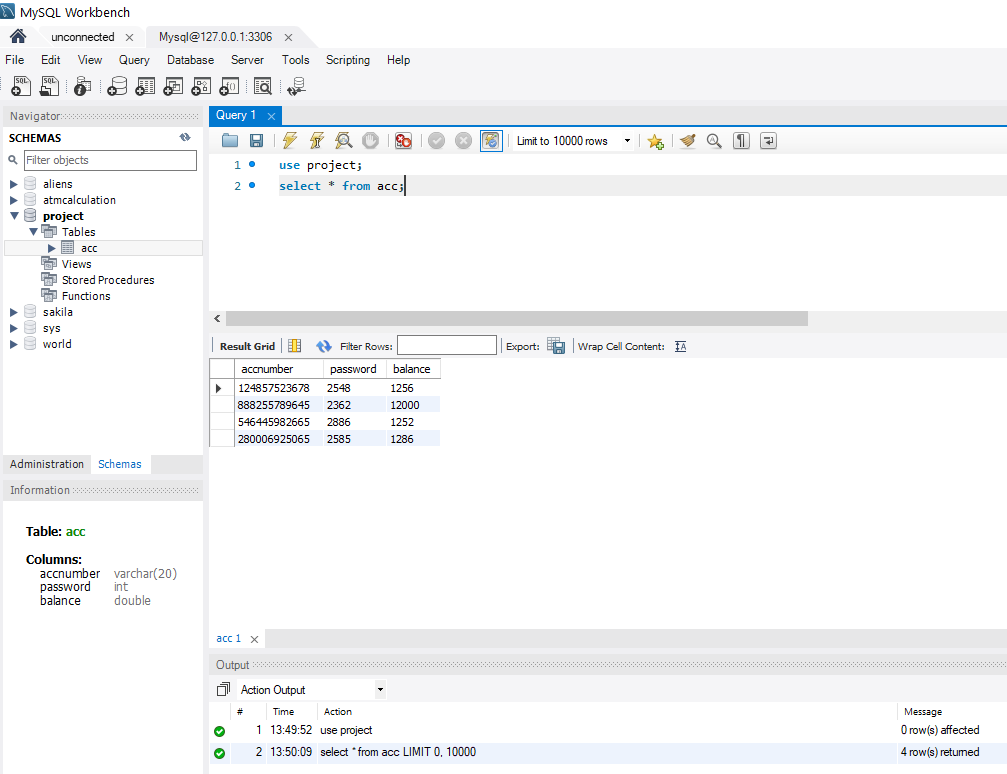 MySQL Workbench
unconnected
Mysql@127.0.0.1:3306
File Edit View Query Database Server Tools Scripting Help
SQL SQL
Navigator
SCHEMAS
Filter objects
aliens
atmcalculation
project
Tables
acc
Views
Stored Procedures
Functions
sakila
sys
world
Administration Schemas
Information
Table: acc
Columns:
accnumber varchar(20)
password int
balance double
Query 1
Limit to 10000 rows
1 use project;
2 select * from acc;
Result Grid Filter Rows: Export: Wrap Cell Content:
accnumber password balance
124857523678 2548 1256
888255789645 2362 12000
546445982665 2886 1252
280006925065 2585 1286
acc 1
Output
Action Output
# Time Action Message
1 13:49:52 use project 0 row(s) affected
2 13:50:09 select * from acc LIMIT 0, 10000 4 row(s) returned